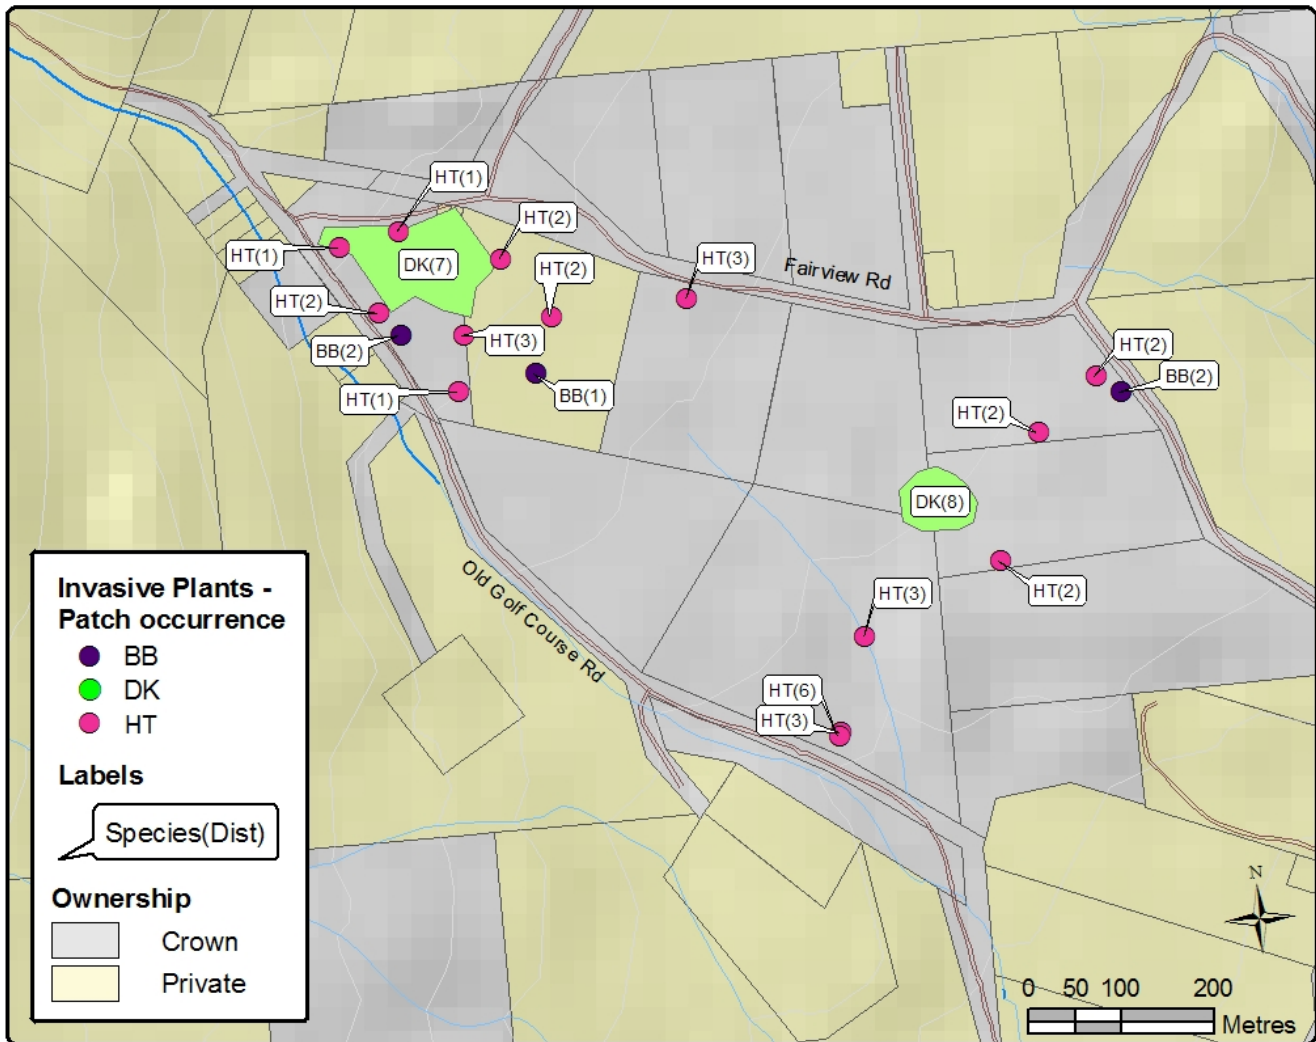 HT(1)
HT(2)
HT(1)
DK(7)
HT(2)
HT(3)
Fairview Rd
HT(2)
HT(3)
BB(2)
HT(1)
BB(1)
HT(2)
BB(2)
HT(2)
DK(8)
HT(2)
HT(3)
Old Golf Course Rd
HT(6)
HT(3)
Invasive Plants -
Patch occurrence
BB
DK
HT
Labels
Species(Dist)
Ownership
Crown
Private
N
0 50 100 200
Metres